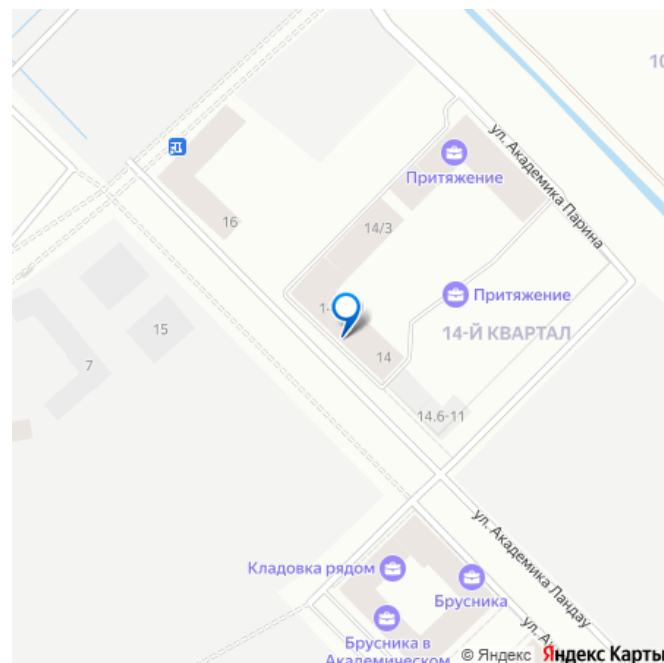 10
ул. Академика Парина
Притяжение
16
14/3
Притяжение
14-Й КВАРТАЛ
15
14
7
14.6-11
ул. Академика Ландау
Кладовка рядом
Брусника
Брусника в
Академическом
© Яндекс Яндекс Карты